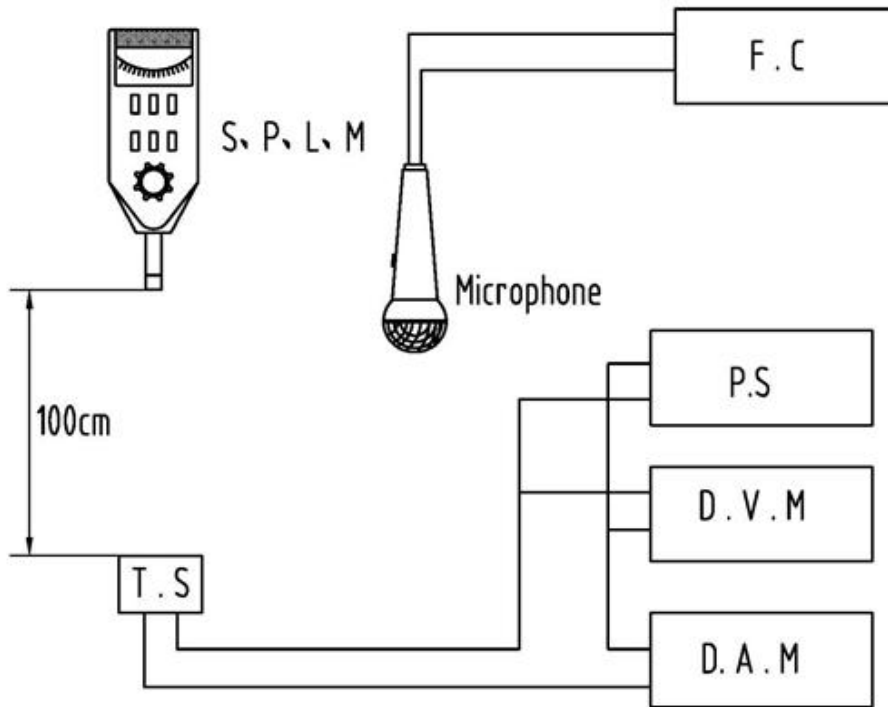 F.C
S、P、L、M
Microphone
P.S
100cm
D.V.M
T.S
D.A.M